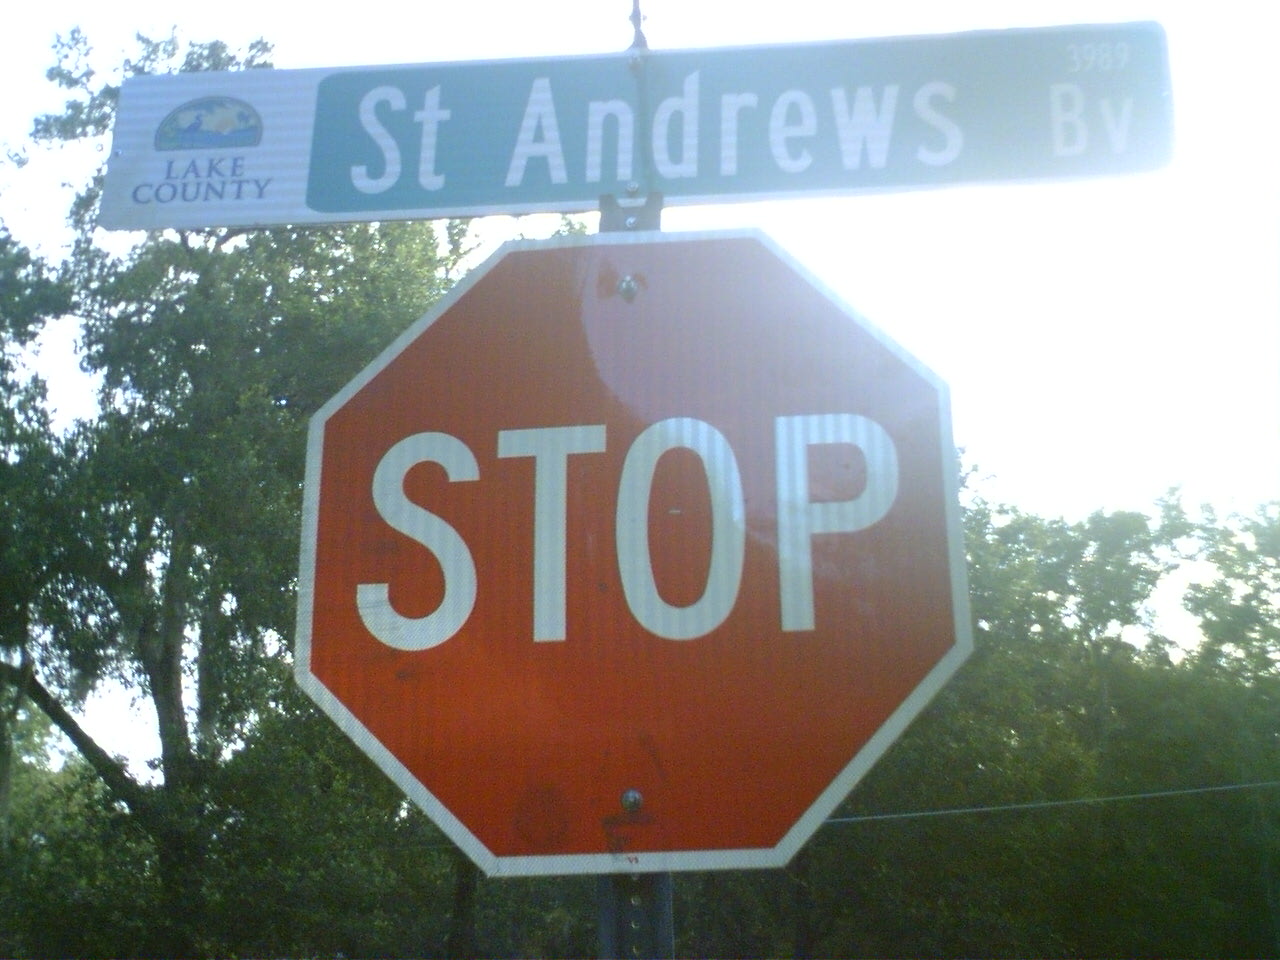 LAKE
COUNTY
3989
St Andrews Bv
STOP